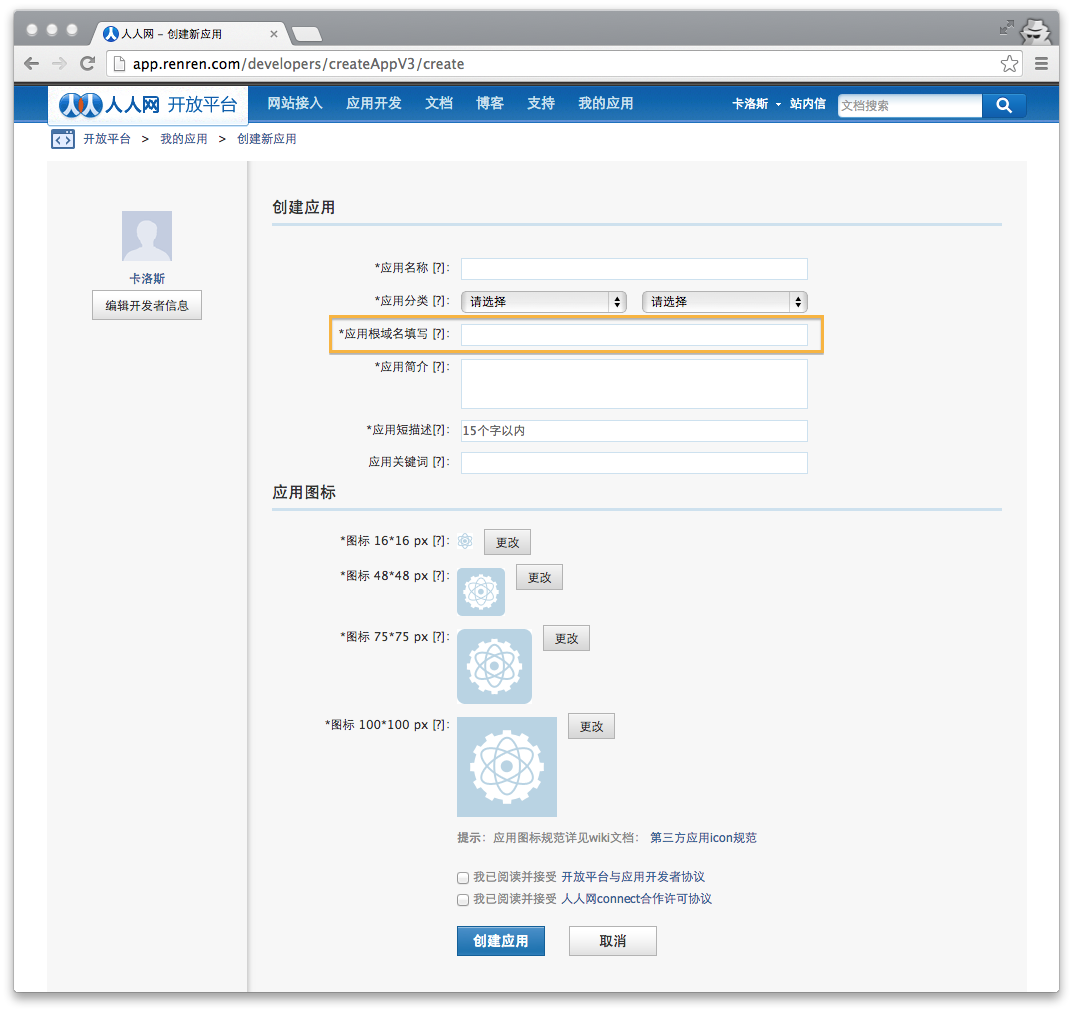 人人网 – 创建新应用
app.renren.com/developers/createAppV3/create
人人网 开放平台 网站接入 应用开发 文档 博客 支持 我的应用 卡洛斯 站内信 文档搜索
开放平台 > 我的应用 > 创建新应用
卡洛斯
编辑开发者信息
创建应用
*应用名称 [?]:
*应用分类 [?]: 请选择 请选择
*应用根域名填写 [?]:
*应用简介 [?]:
*应用短描述[?]: 15个字以内
应用关键词 [?]:
应用图标
*图标 16*16 px [?]: 更改
*图标 48*48 px [?]: 更改
*图标 75*75 px [?]: 更改
*图标 100*100 px [?]: 更改
提示: 应用图标规范详见wiki文档: 第三方应用icon规范
我已阅读并接受 开放平台与应用开发者协议
我已阅读并接受 人人网connect合作许可协议
创建应用 取消